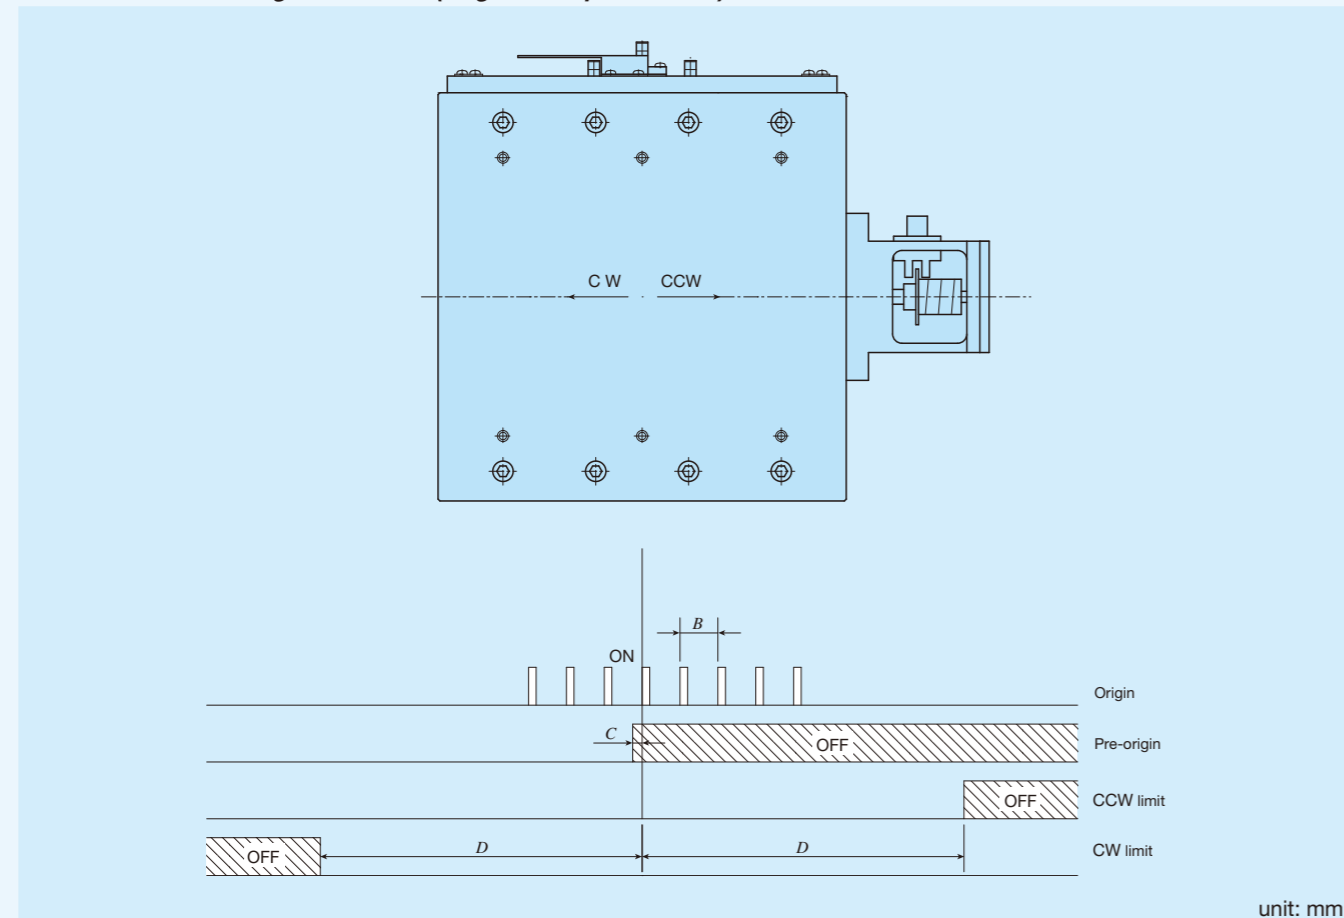 C W CCW
B
ON
Origin
C
OFF
Pre-origin
OFF
CCW limit
OFF
D
D
CW limit
unit: mm